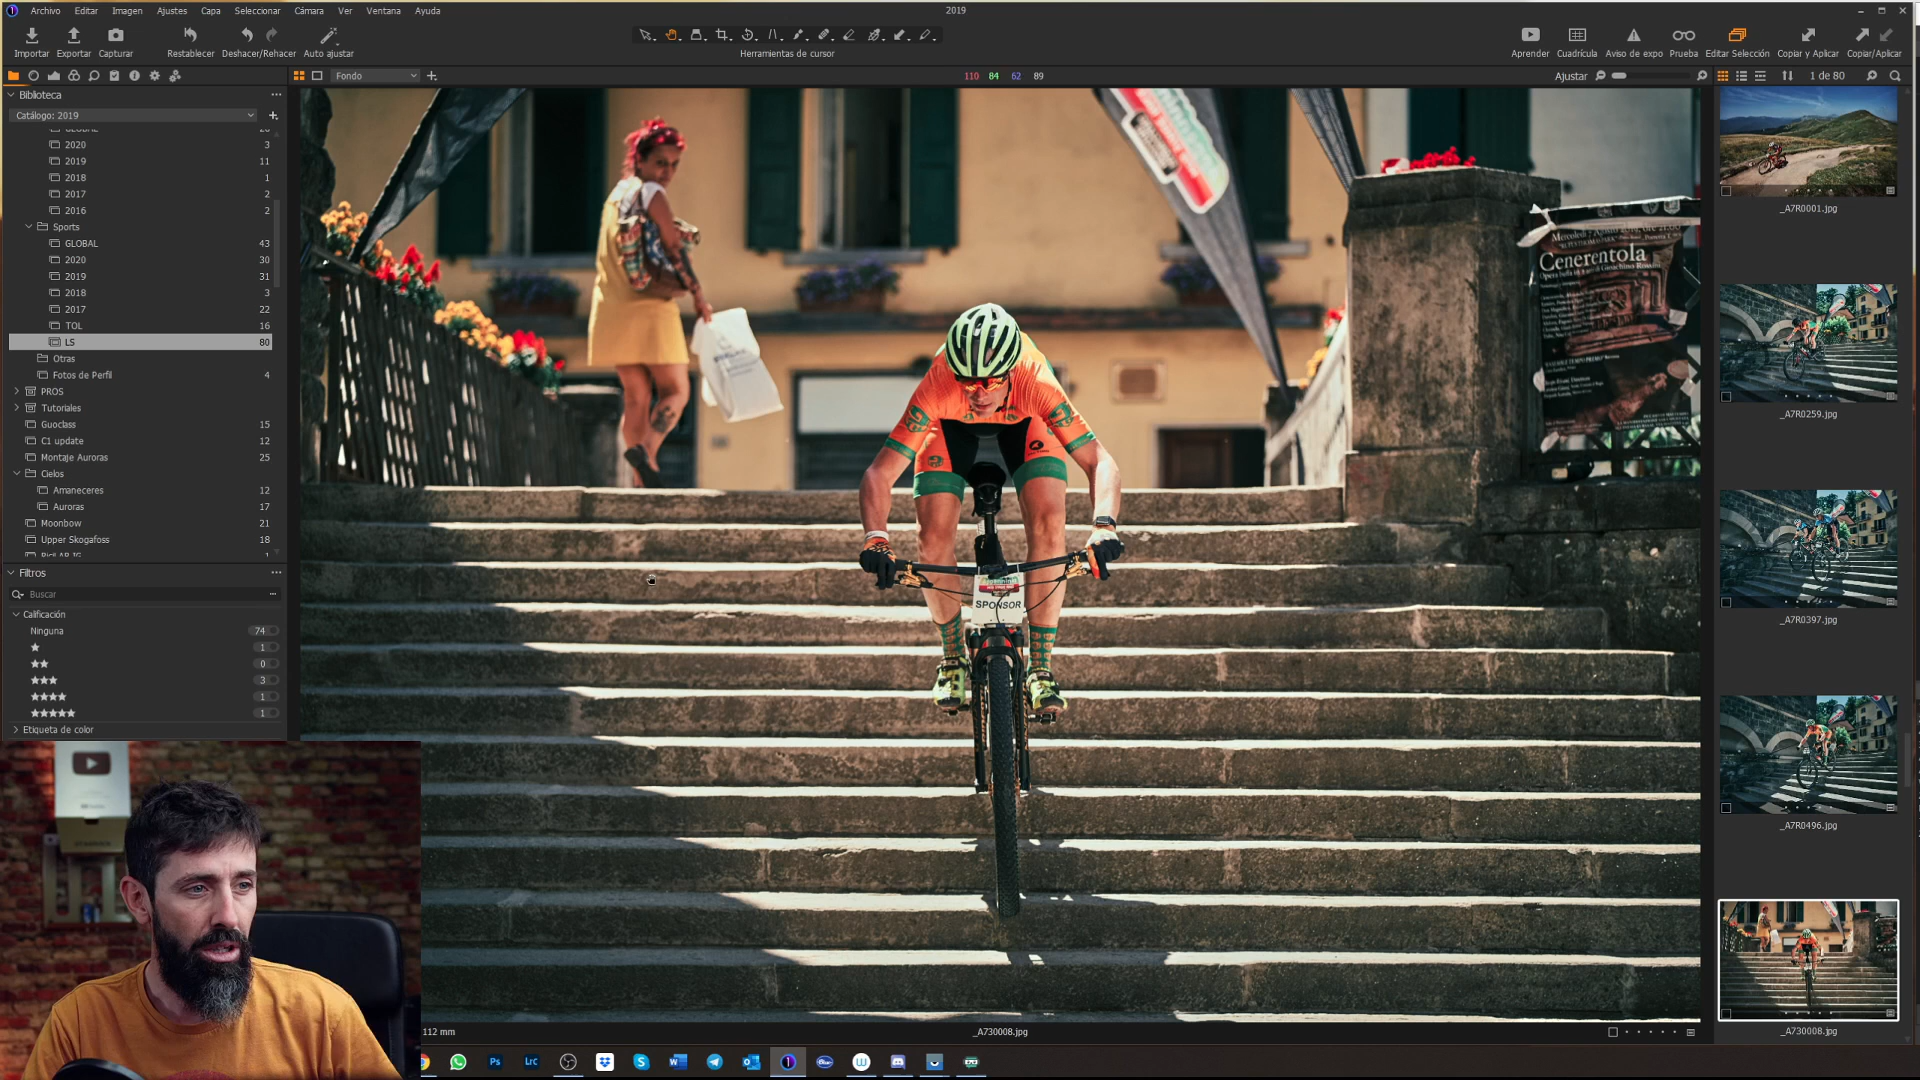 Archivo Editar Imagen Ajustes Capa Seleccionar Cámara Ver Ventana Ayuda
2019
Importar Exportar Capturar Restablecer Deshacer/Rehacer Auto ajustar
Herramientas de cursor
Aprender Cuadrícula Aviso de expo Prueba Editar Selección Copiar y Aplicar Copiar/Aplicar
Fondo
110 84 62 89
Ajustar
1 de 80
Biblioteca
Catálogo: 2019
GLOBAL
2020 3
2019 11
2018 1
2017 2
2016 2
Sports
GLOBAL 43
2020 30
2019 31
2018 3
2017 22
TOL 16
LS 80
Otras
Fotos de Perfil 4
PROS
Tutoriales
Guoclass 15
C1 update 12
Montaje Auroras 25
Cielos
Amaneceres 12
Auroras 17
Moonbow 21
Upper Skogafoss 18
Filtros
Buscar
Calificación
Ninguna 74
1
0
3
1
1
Etiqueta de color
Cenerentola
SPONSOR
_A7R0001.jpg
_A7R0259.jpg
_A7R0397.jpg
_A7R0496.jpg
_A730008.jpg
112 mm
_A730008.jpg
Ps Lrc